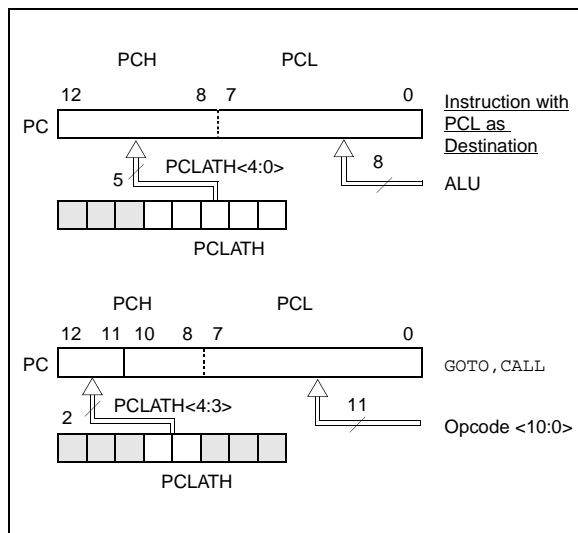 PCH PCL
12 8 7 0
Instruction with
PCL as
Destination
PC
5 PCLATH<4:0> 8
ALU
PCLATH
PCH PCL
12 11 10 8 7 0
PC
GOTO, CALL
2 PCLATH<4:3> 11
Opcode <10:0>
PCLATH